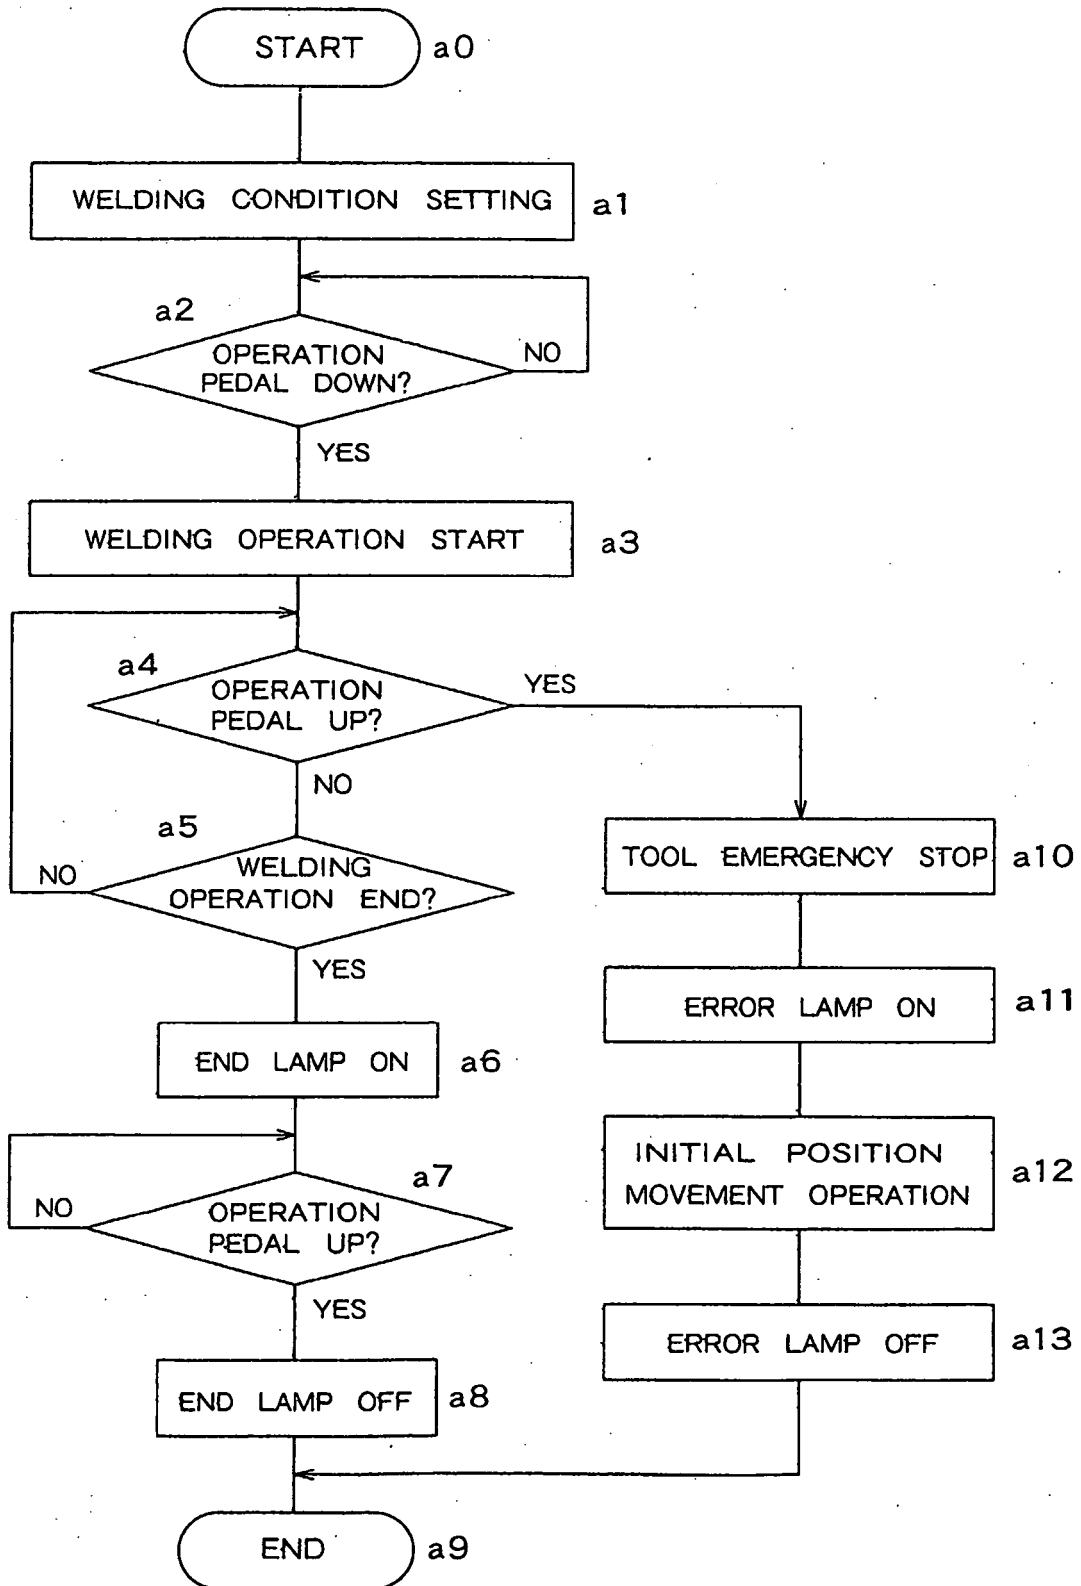 START a0
WELDING CONDITION SETTING a1
a2
OPERATION
PEDAL DOWN?
NO
YES
WELDING OPERATION START a3
a4
OPERATION
PEDAL UP?
YES
NO
a5
WELDING
OPERATION END?
NO
YES
END LAMP ON a6
a7
OPERATION
PEDAL UP?
NO
YES
END LAMP OFF a8
TOOL EMERGENCY STOP a10
ERROR LAMP ON a11
INITIAL POSITION
MOVEMENT OPERATION
a12
ERROR LAMP OFF a13
END a9